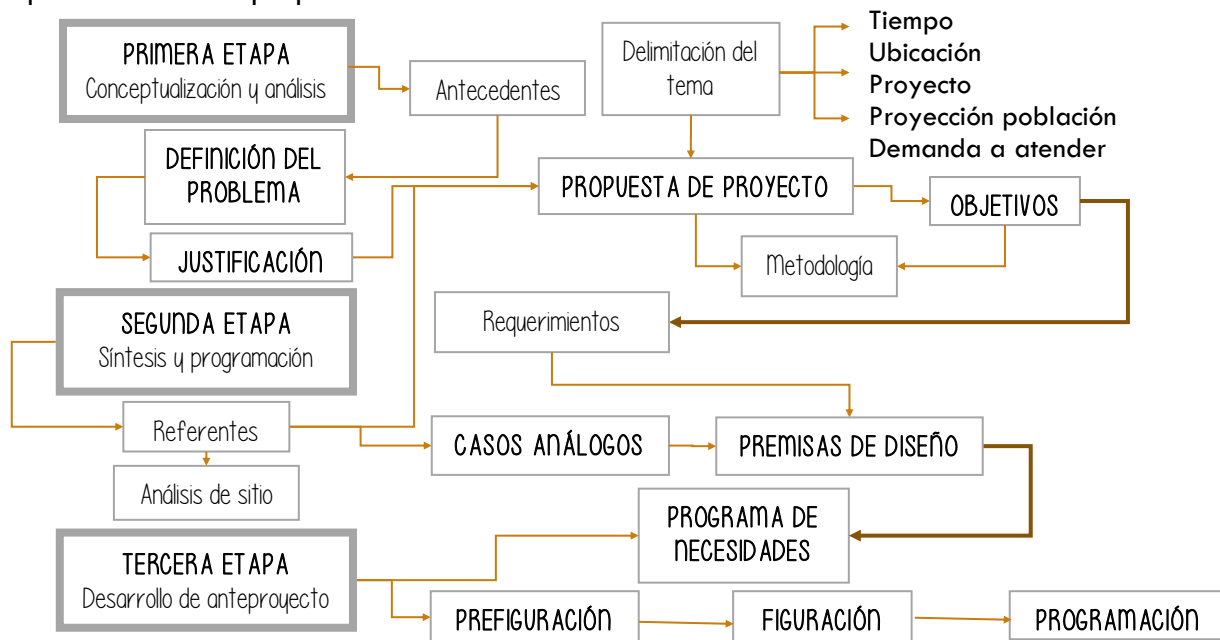 PRIMERA ETAPA
Conceptualización y análisis
Antecedentes
Delimitación del
tema
Tiempo
Ubicación
Proyecto
Proyección población
Demanda a atender
DEFINICIÓN DEL
PROBLEMA
PROPUESTA DE PROYECTO
OBJETIVOS
JUSTIFICACIÓN
Metodología
SEGUNDA ETAPA
Síntesis y programación
Requerimientos
Referentes
CASOS ANÁLOGOS
PREMISAS DE DISEÑO
Análisis de sitio
PROGRAMA DE
NECESIDADES
TERCERA ETAPA
Desarrollo de anteproyecto
PREFIGURACIÓN
FIGURACIÓN
PROGRAMACIÓN